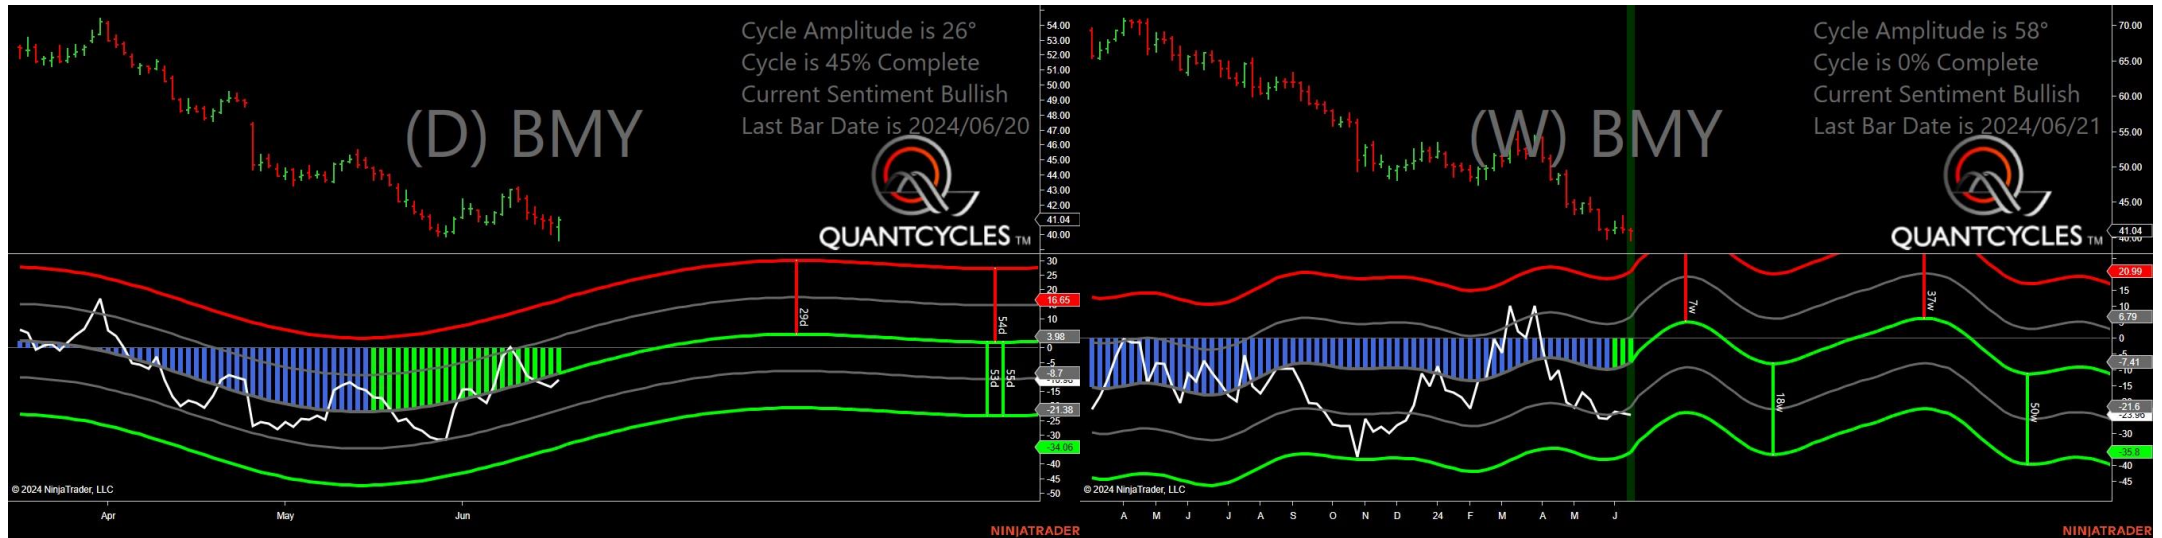 Cycle Amplitude is 26°
Cycle is 45% Complete
Current Sentiment Bullish
Last Bar Date is 2024/06/20
(D) BMY
QUANTCYCLES TM
54.00
53.00
52.00
51.00
50.00
49.00
48.00
47.00
46.00
45.00
44.00
43.00
42.00
41.04
40.00
30
20
16.65
10
3.98
0
-5
-8.7
-15
-21.38
-25
-30
-34.06
-40
-45
-50
29d
54d
53d
55d
© 2024 NinjaTrader, LLC
Apr May Jun
NINJATRADER
Cycle Amplitude is 58°
Cycle is 0% Complete
Current Sentiment Bullish
Last Bar Date is 2024/06/21
(W) BMY
QUANTCYCLES TM
70.00
65.00
60.00
55.00
50.00
45.00
41.04
40.00
20.99
15
10
6.79
0
-7.41
-10
-15
-21.6
-23.96
-30
-35.8
-40
-45
7w
37w
18w
50w
© 2024 NinjaTrader, LLC
A M J J A S O N D 24 F M A M J
NINJATRADER